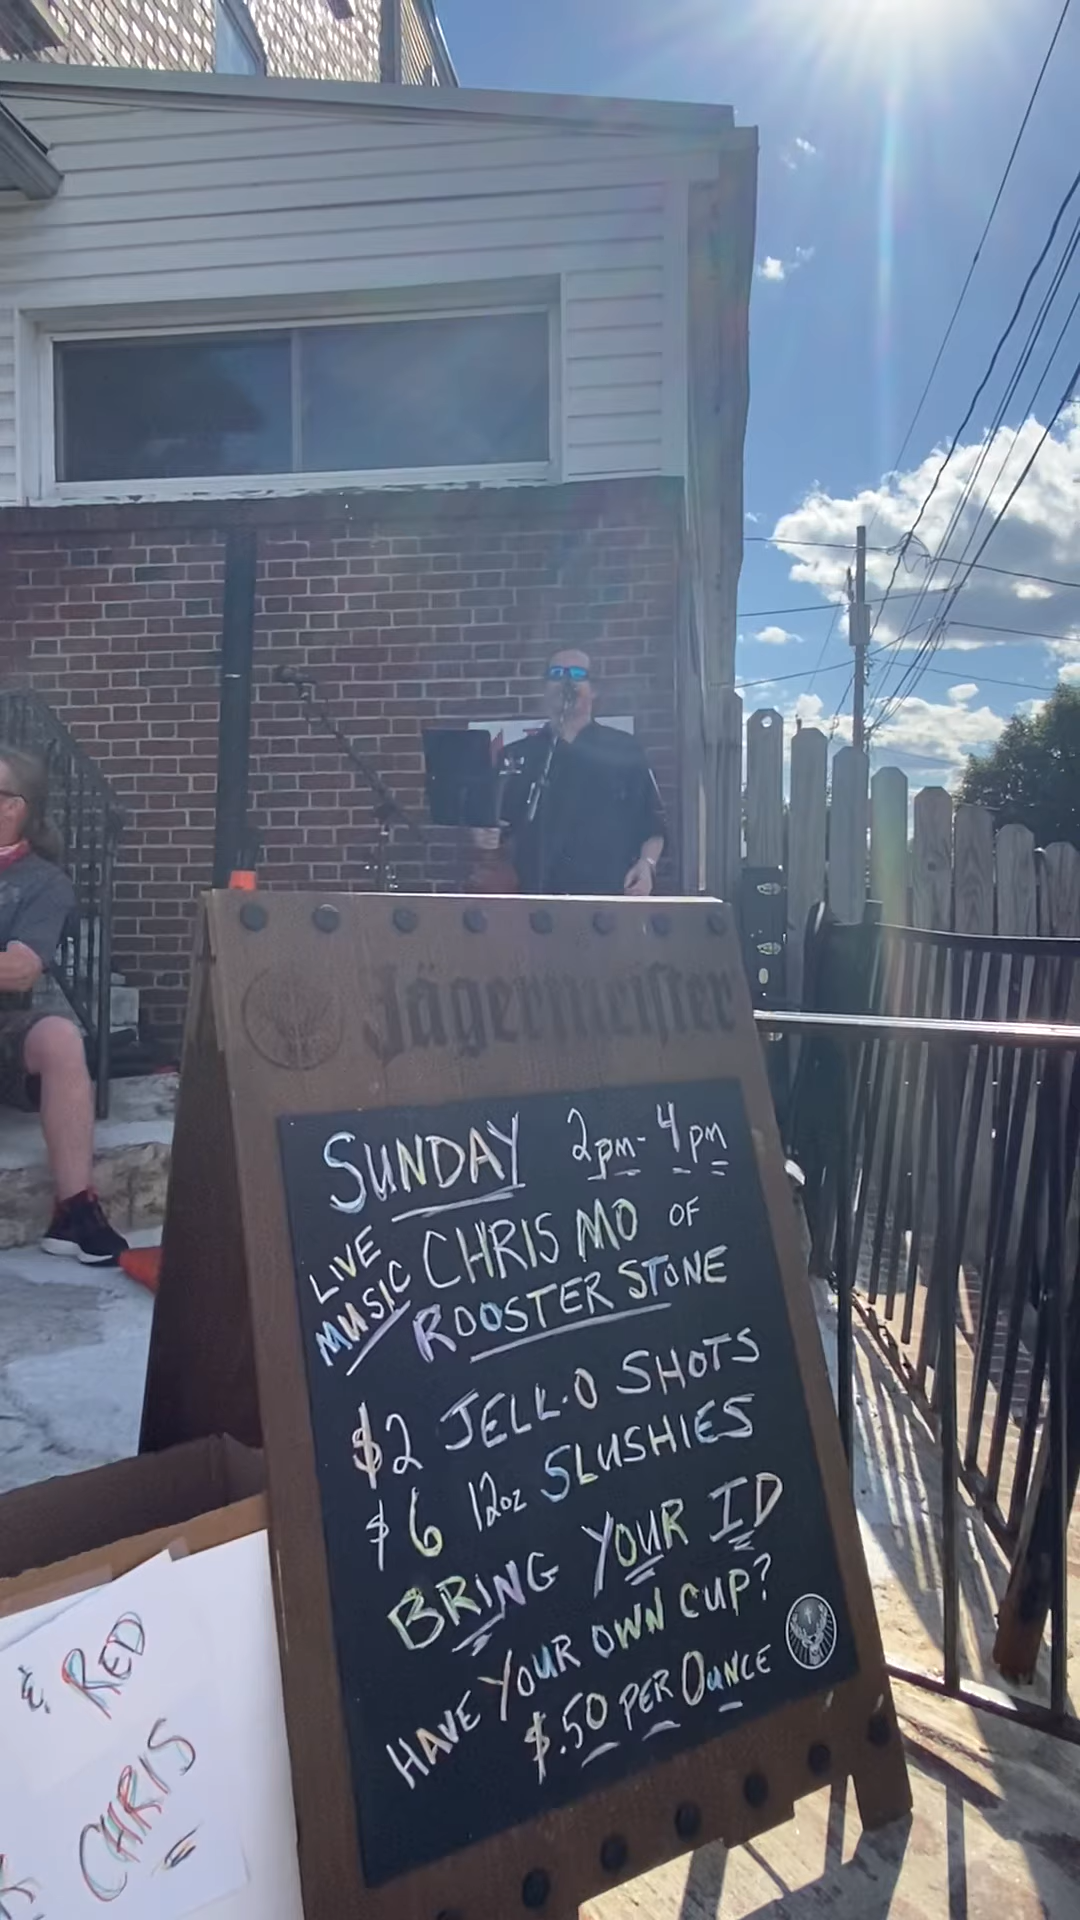 Jägermeister
SUNDAY 2pm-4pm
LIVE MUSIC CHRIS MO OF
ROOSTER STONE
$2 JELL-O SHOTS
$6 12oz SLUSHIES
BRING YOUR ID
HAVE YOUR OWN CUP?
$.50 PER OUNCE
& RED
CHRIS